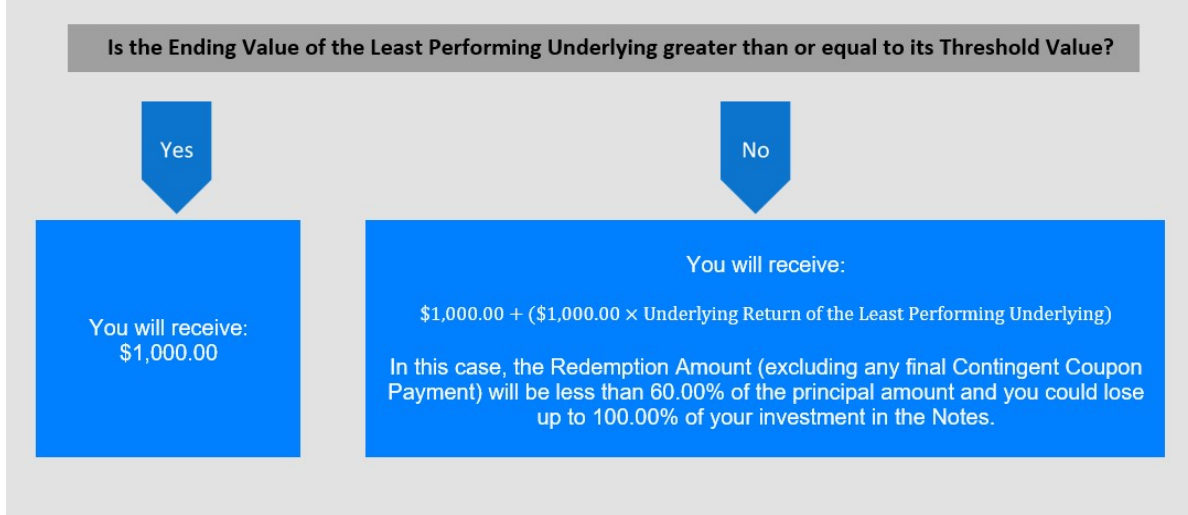 Is the Ending Value of the Least Performing Underlying greater than or equal to its Threshold Value?
Yes
No
You will receive:
$1,000.00
You will receive:
$1,000.00 + ($1,000.00 × Underlying Return of the Least Performing Underlying)
In this case, the Redemption Amount (excluding any final Contingent Coupon
Payment) will be less than 60.00% of the principal amount and you could lose
up to 100.00% of your investment in the Notes.